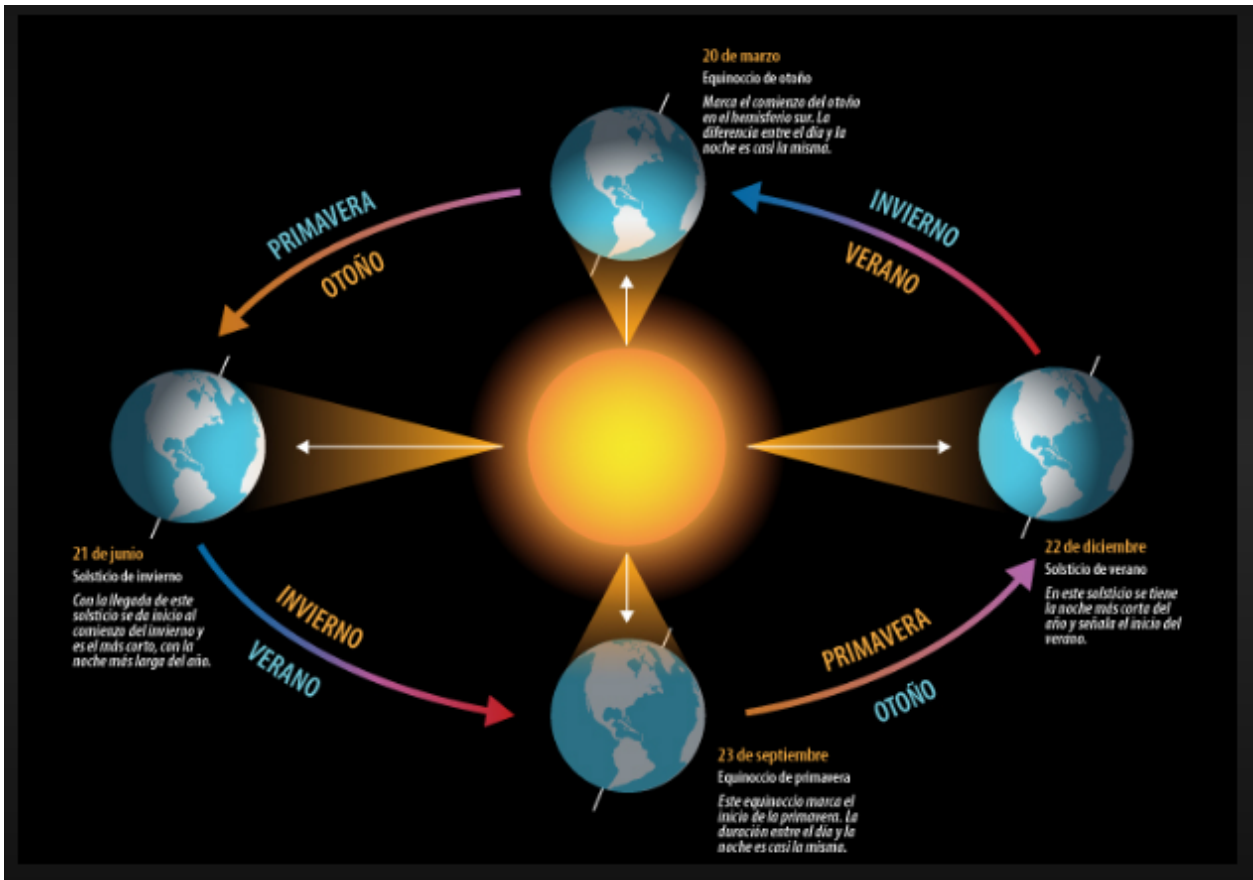 20 de marzo
Equinoccio de otoño
Marca el comienzo del otoño
en el hemisferio sur. La
diferencia entre el día y la
noche es casi la misma.
PRIMAVERA
OTOÑO
INVIERNO
VERANO
21 de junio
Solsticio de invierno
Con la llegada de este
solsticio se da inicio al
comienzo del invierno y
es el más corto, con la
noche más larga del año.
22 de diciembre
Solsticio de verano
En este solsticio se tiene
la noche más corta del
año y señala el inicio del
verano.
INVIERNO
VERANO
PRIMAVERA
OTOÑO
23 de septiembre
Equinoccio de primavera
Este equinoccio marca el
inicio de la primavera. La
duración entre el día y la
noche es casi la misma.